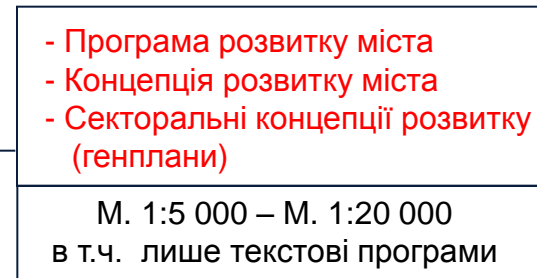 - Програма розвитку міста
- Концепція розвитку міста
- Секторальні концепції розвитку
(генплани)
М. 1:5 000 – М. 1:20 000
в т.ч. лише текстові програми